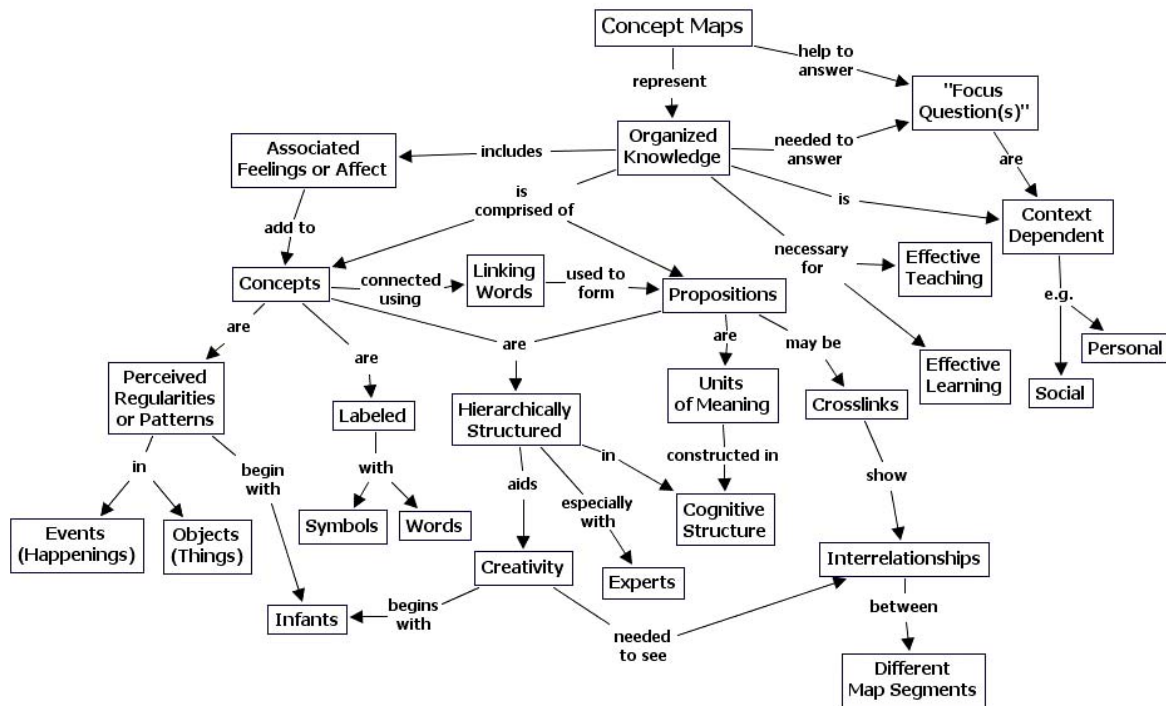 Concept Maps
help to
answer
represent
"Focus
Question(s)"
Organized
Knowledge
needed to
answer
Associated
Feelings or Affect
includes
are
is
comprised of
is
Context
Dependent
add to
necessary
for
Effective
Teaching
Concepts
connected
using
Linking
Words
used to
form
Propositions
e.g.
are
are
are
are
may be
Personal
Perceived
Regularities
or Patterns
Labeled
Hierarchically
Structured
Units
of Meaning
Crosslinks
Effective
Learning
Social
in
begin
with
with
aids
in
especially
with
constructed in
show
Events
(Happenings)
Objects
(Things)
Symbols
Words
Cognitive
Structure
Creativity
Experts
Interrelationships
Infants
begins
with
needed
to see
between
Different
Map Segments